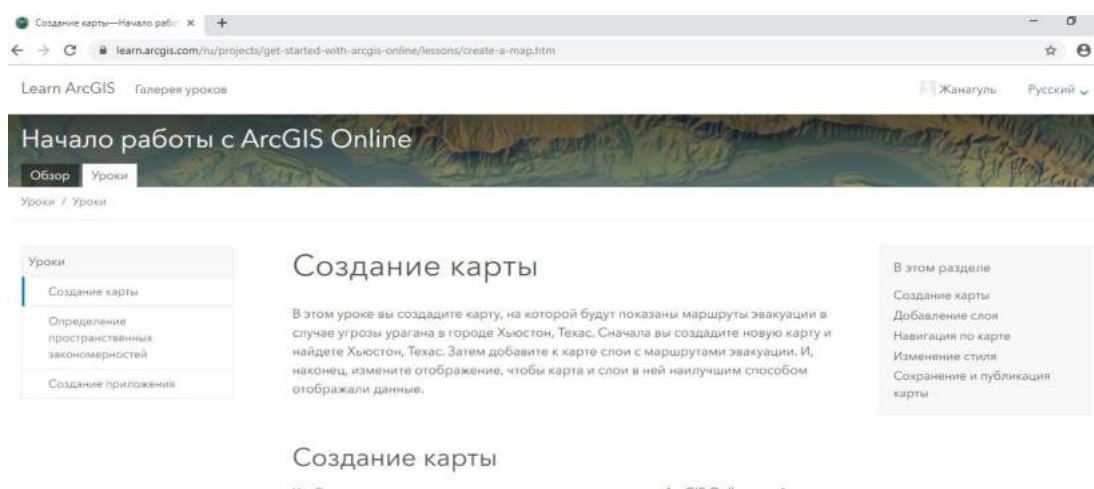 Создание карты—Начало рабо
learn.arcgis.com/ru/projects/get-started-with-arcgis-online/lessons/create-a-map.htm
Learn ArcGIS Галерея уроков Жанагуль Русский
Начало работы с ArcGIS Online
Обзор Уроки
Уроки / Уроки
Уроки
Создание карты
Определение
пространственных
закономерностей
Создание приложения
Создание карты
В этом уроке вы создадите карту, на которой будут показаны маршруты эвакуации в
случае угрозы урагана в городе Хьюстон, Техас. Сначала вы создадите новую карту и
найдете Хьюстон, Техас. Затем добавите к карте слои с маршрутами эвакуации. И,
наконец, измените отображение, чтобы карта и слои в ней наилучшим способом
отображали данные.
Создание карты
В этом разделе
Создание карты
Добавление слоя
Навигация по карте
Изменение стиля
Сохранение и публикация
карты